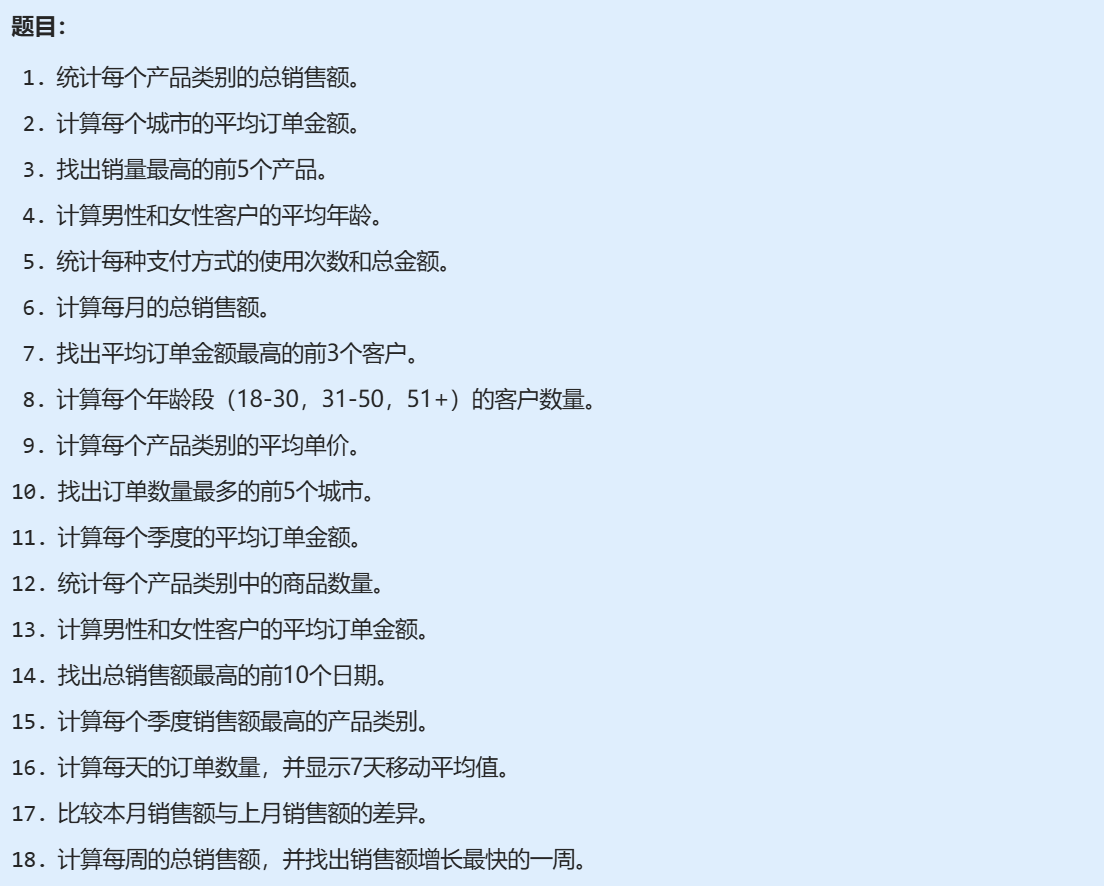 题目：
1. 统计每个产品类别的总销售额。
2. 计算每个城市的平均订单金额。
3. 找出销量最高的前5个产品。
4. 计算男性和女性客户的平均年龄。
5. 统计每种支付方式的使用次数和总金额。
6. 计算每月的总销售额。
7. 找出平均订单金额最高的前3个客户。
8. 计算每个年龄段（18-30，31-50，51+）的客户数量。
9. 计算每个产品类别的平均单价。
10. 找出订单数量最多的前5个城市。
11. 计算每个季度的平均订单金额。
12. 统计每个产品类别中的商品数量。
13. 计算男性和女性客户的平均订单金额。
14. 找出总销售额最高的前10个日期。
15. 计算每个季度销售额最高的产品类别。
16. 计算每天的订单数量，并显示7天移动平均值。
17. 比较本月销售额与上月销售额的差异。
18. 计算每周的总销售额，并找出销售额增长最快的一周。